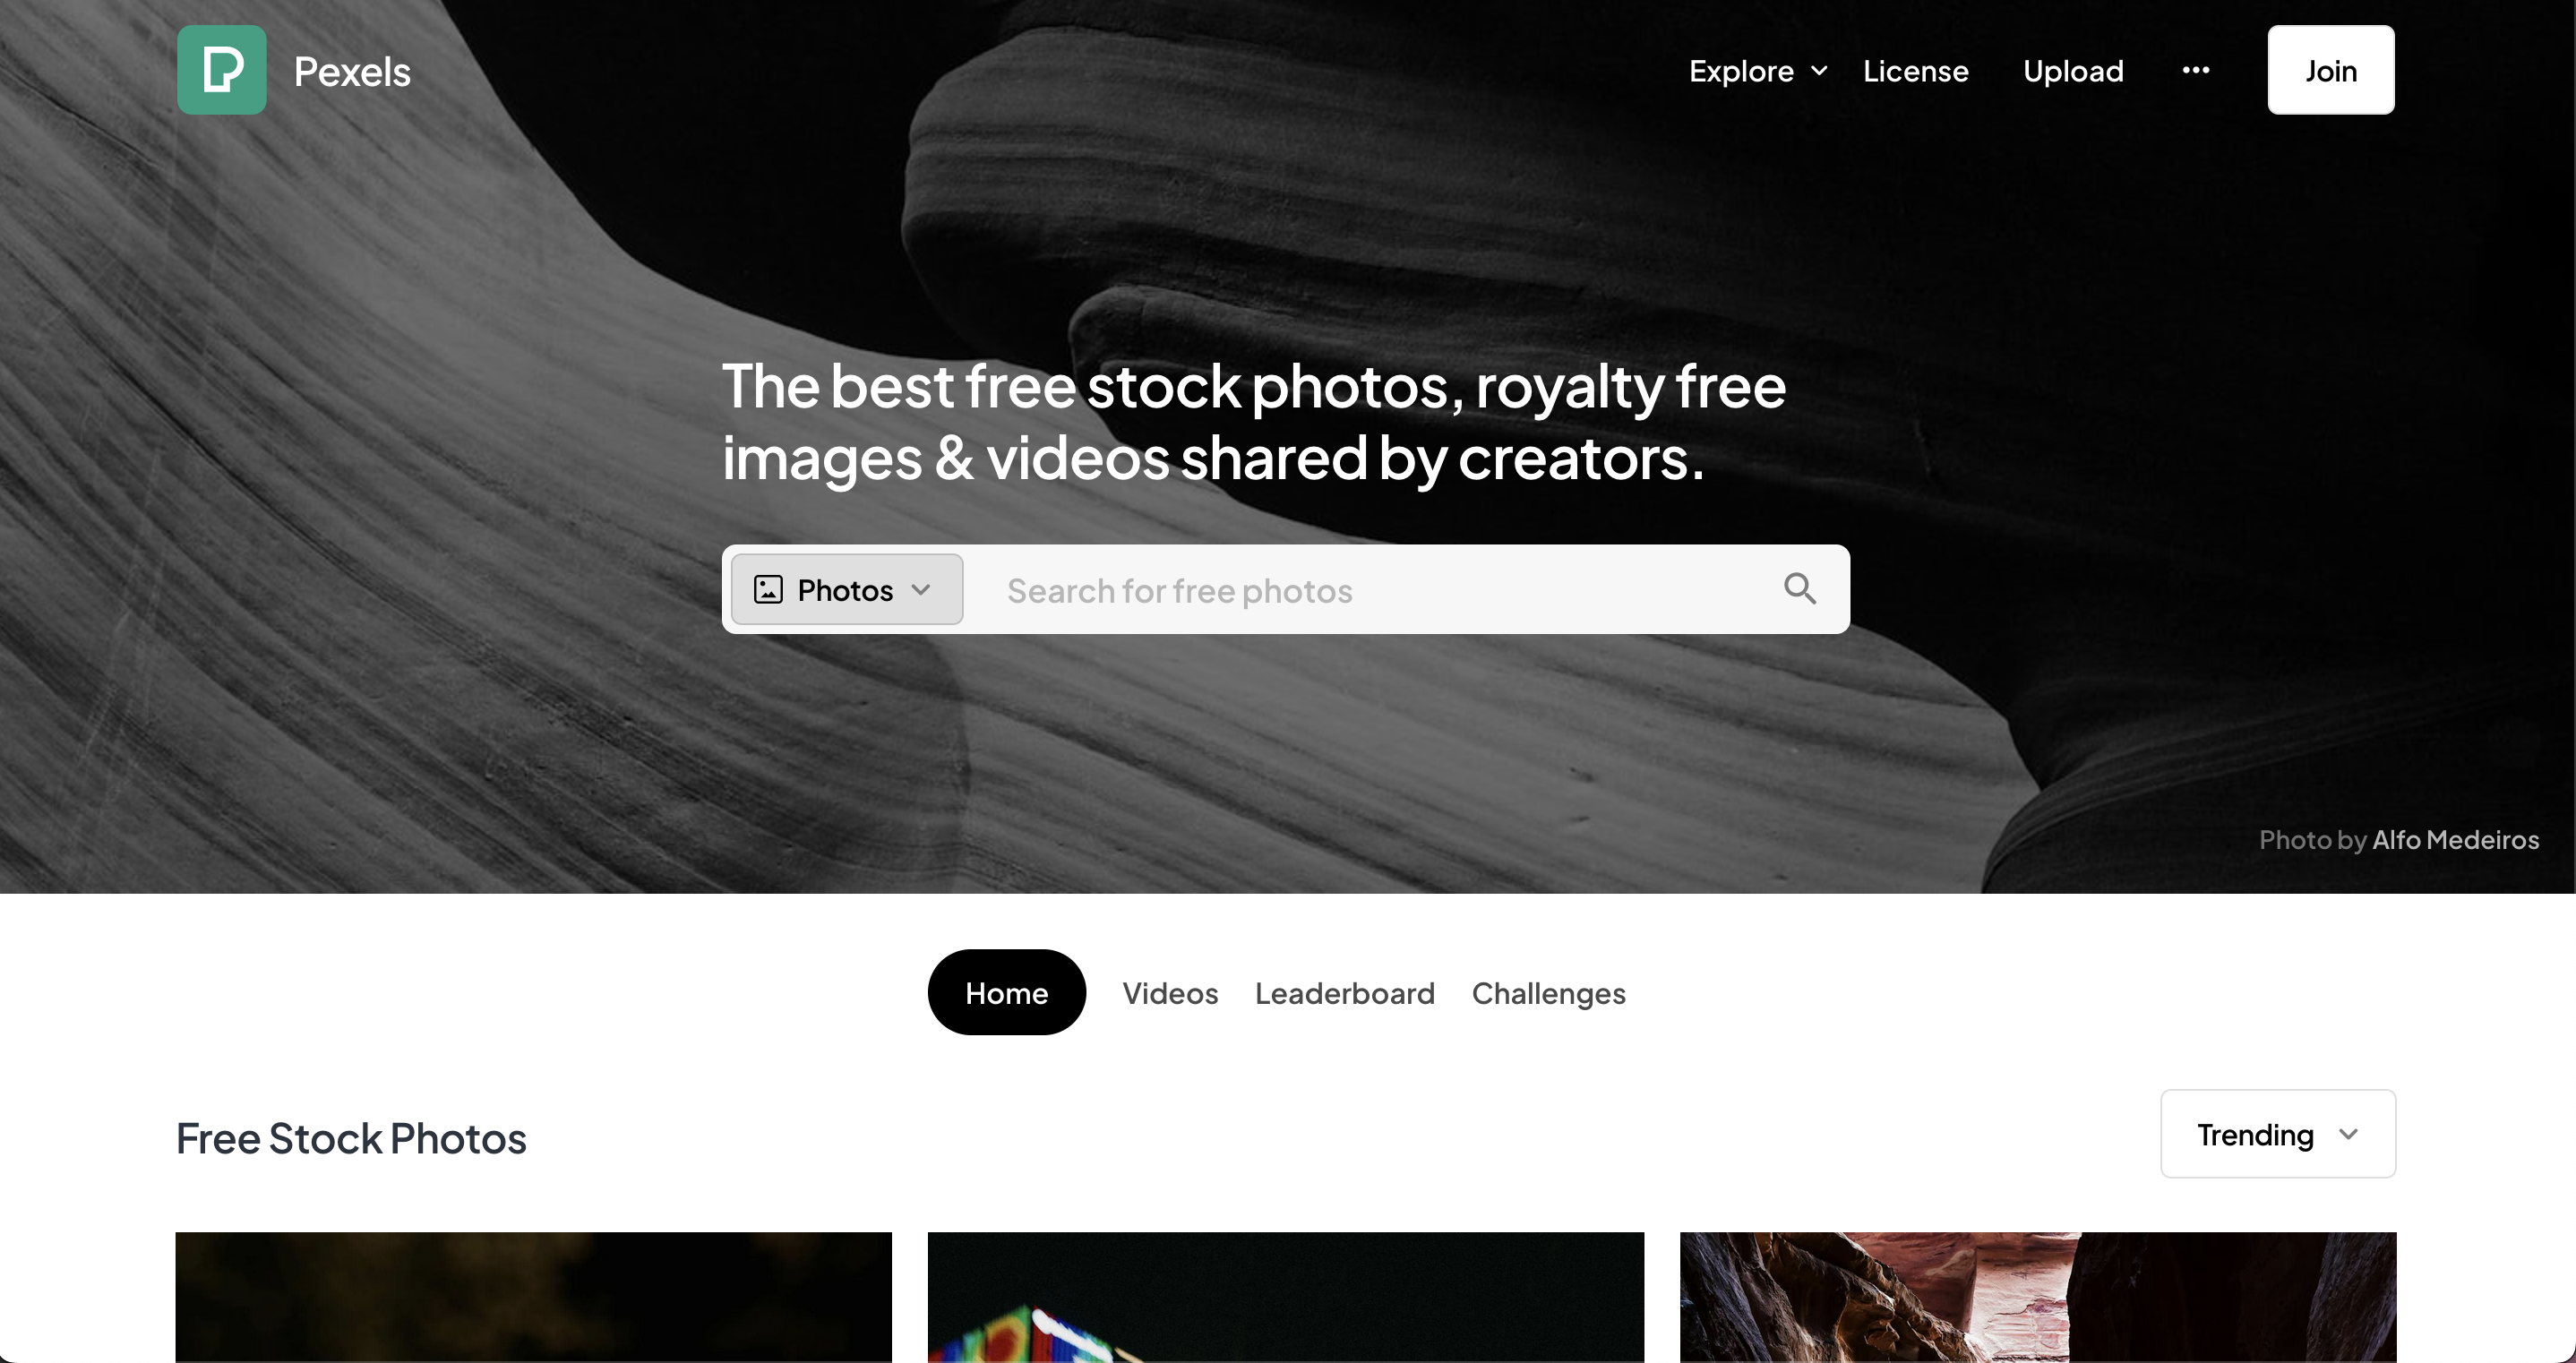 Pexels
Explore License Upload Join
The best free stock photos, royalty free
images & videos shared by creators.
Photos Search for free photos
Photo by Alfo Medeiros
Home Videos Leaderboard Challenges
Free Stock Photos Trending